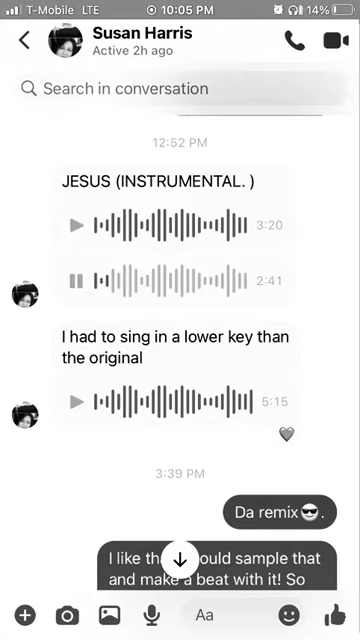 T-Mobile LTE 10:05 PM 14%
Susan Harris
Active 2h ago
Search in conversation
12:52 PM
JESUS (INSTRUMENTAL. )
3:20
2:41
I had to sing in a lower key than
the original
5:15
3:39 PM
Da remix😎.
I like ould sample that
and make a beat with it! So
Aa